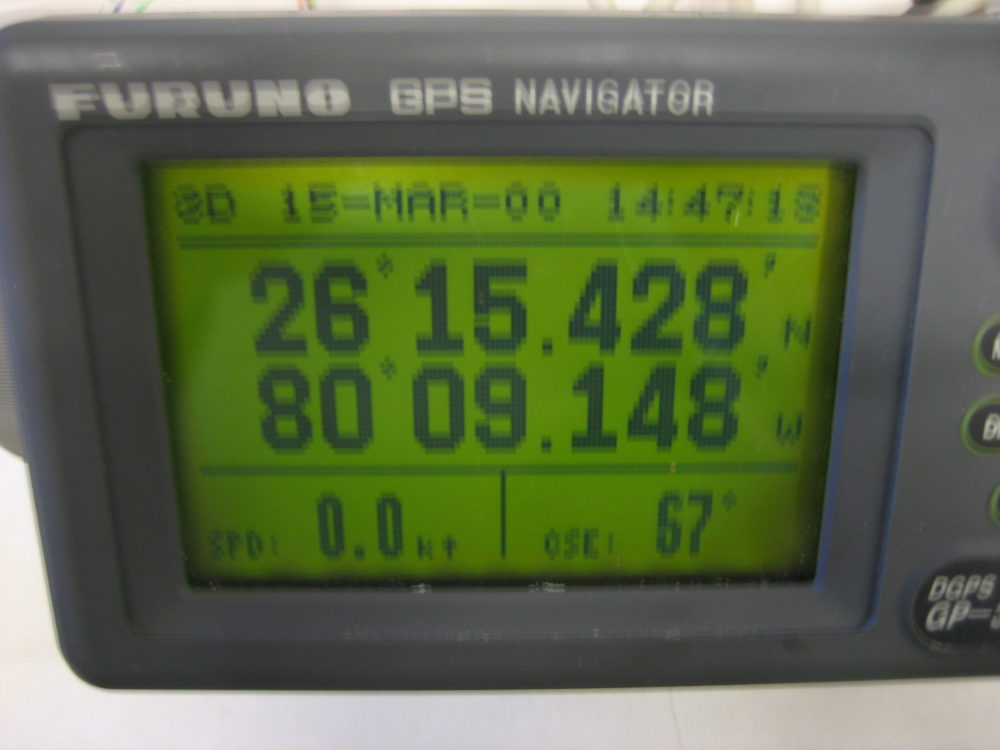 FURUNO GPS NAVIGATOR
3D 15-MAR-00 14:47:18
26°15.428' N
80°09.148' W
SPD: 0.0kt CSE: 67°
DGPS